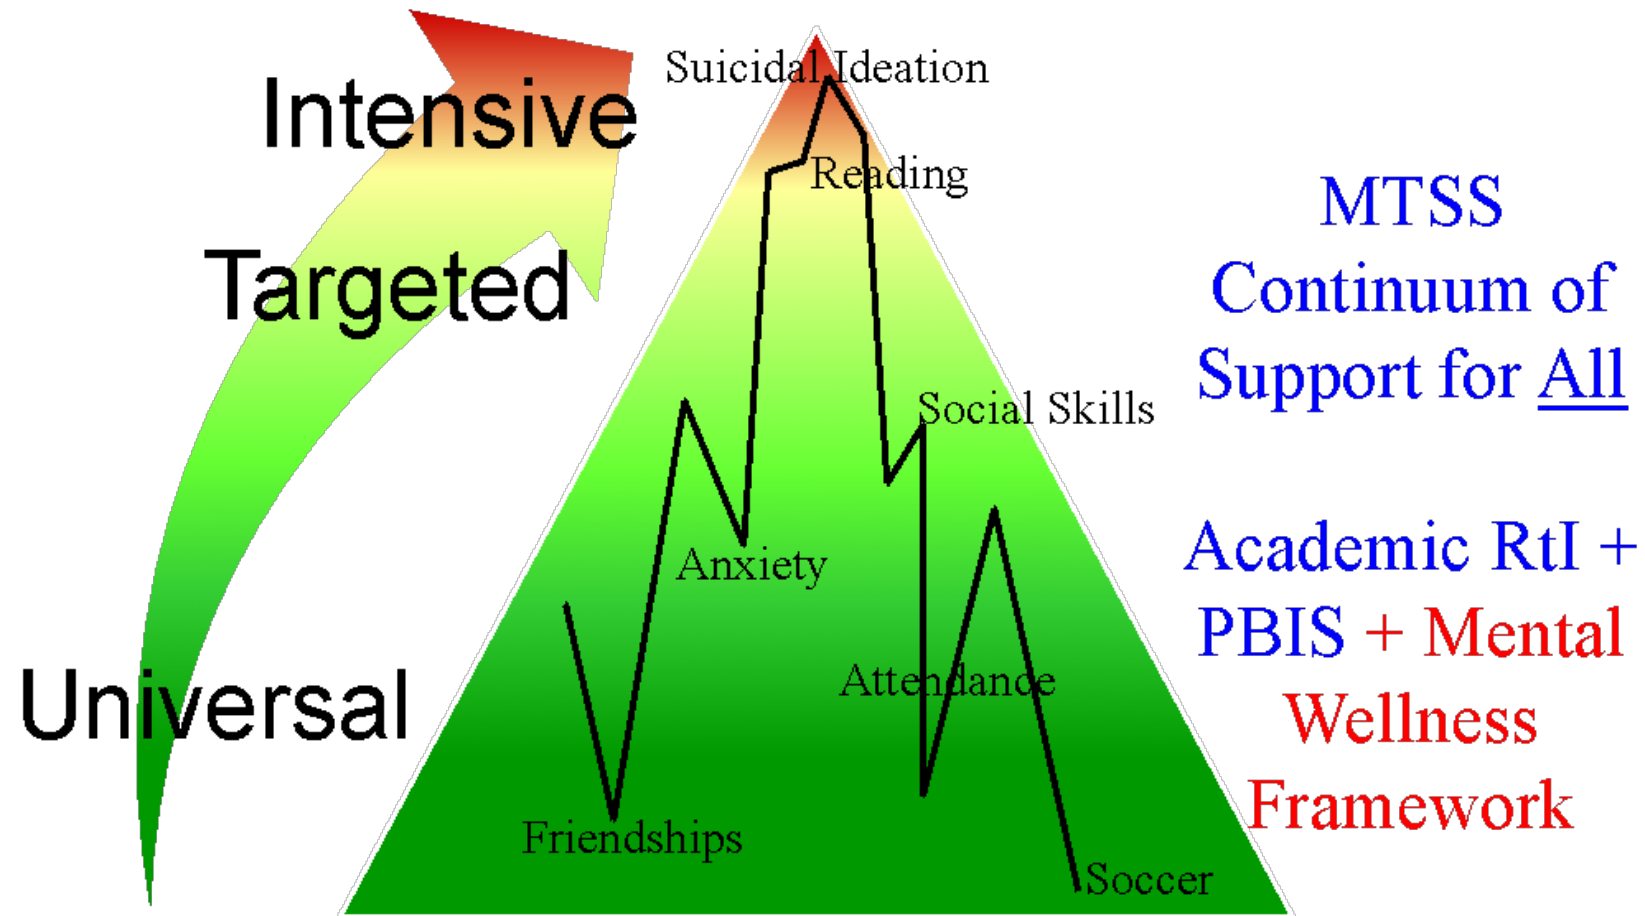 Intensive
Targeted
Universal
Suicidal Ideation
Reading
Social Skills
Anxiety
Attendance
Friendships
Soccer
MTSS
Continuum of
Support for All
Academic RtI +
PBIS + Mental
Wellness
Framework